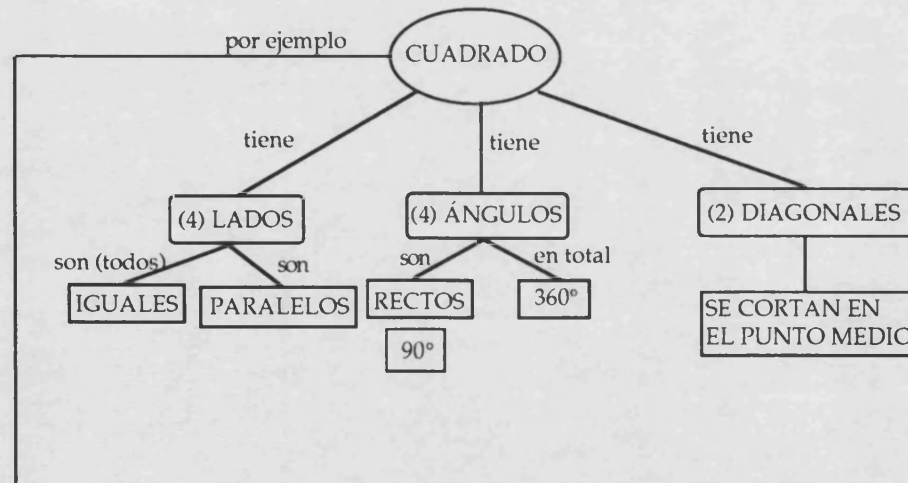 por ejemplo
CUADRADO
tiene
tiene
tiene
(4) LADOS
(4) ÁNGULOS
(2) DIAGONALES
son (todos)
son
son
en total
IGUALES
PARALELOS
RECTOS
360º
SE CORTAN EN
EL PUNTO MEDIO
90°